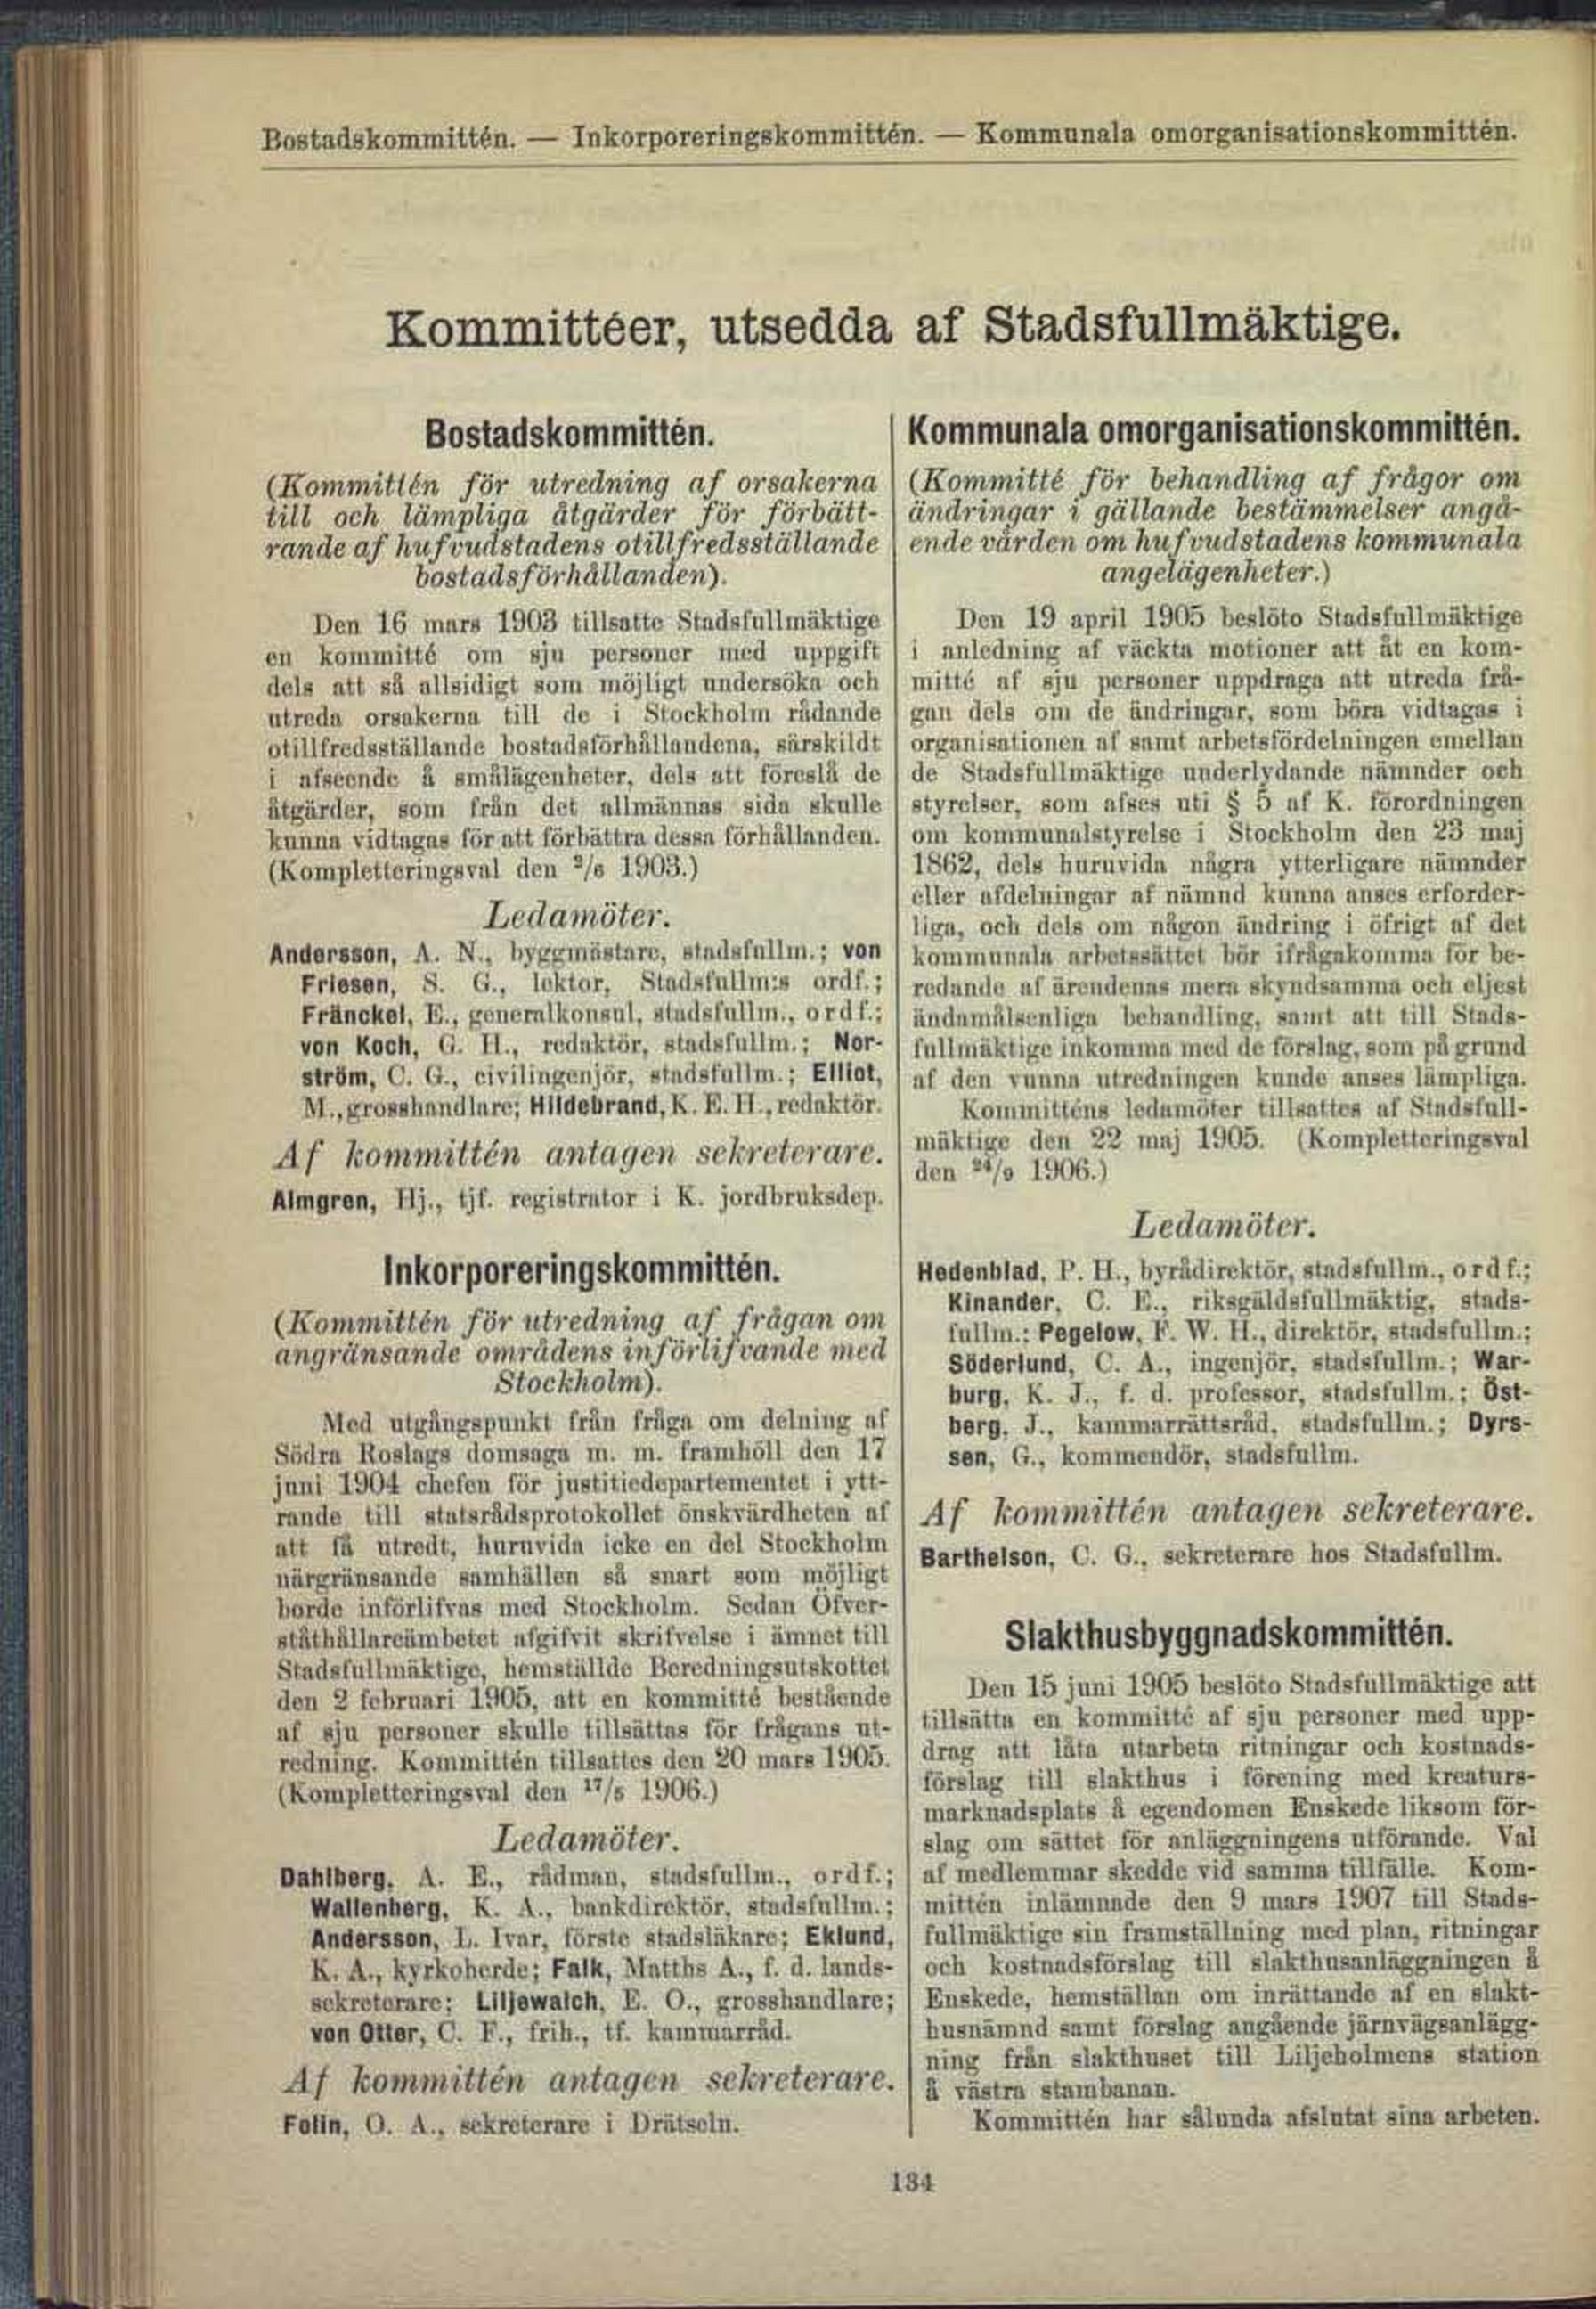 Bostadskommittén. — Inkorporeringskommittén. — Kommunala omorganisationskommittén.
Kommittéer, utsedda af Stadsfullmäktige.
Bostadskommittén.
(Kommittén för utredning af orsakerna
till och lämpliga åtgärder för förbätt-
rande af hufvudstadens otillfredsställande
bostadsförhållanden).
Den 16 mars 1903 tillsatte Stadsfullmäktige
en kommitté om sju personer med uppgift
dels att så allsidigt som möjligt undersöka och
utreda orsakerna till de i Stockholm rådande
otillfredsställande bostadsförhållandena, särskildt
i afseende å smålägenheter, dels att föreslå de
åtgärder, som från det allmännas sida skulle
kunna vidtagas för att förbättra dessa förhållanden.
(Kompletteringsval den 2/6 1903.)
Ledamöter.
Andersson, A. N., byggmästare, stadsfullm.; von
Friesen, S. G., lektor, Stadsfullm:s ordf.;
Fränckel, E., generalkonsul, stadsfullm., ordf.;
von Koch, G. H., redaktör, stadsfullm.; Nor-
ström, C. G., civilingenjör, stadsfullm.; Elliot,
M., grosshandlare; Hildebrand, K. E. H., redaktör.
Af kommittén antagen sekreterare.
Almgren, Hj., tjf. registrator i K. jordbruksdep.
Inkorporeringskommittén.
(Kommittén för utredning af frågan om
angränsande områdens införlifvande med
Stockholm).
Med utgångspunkt från fråga om delning af
Södra Roslags domsaga m. m. framhöll den 17
juni 1904 chefen för justitiedepartementet i ytt-
rande till statsrådsprotokollet önskvärdheten af
att få utredt, huruvida icke en del Stockholm
närgränsande samhällen så snart som möjligt
borde införlifvas med Stockholm. Sedan Öfver-
ståthållareämbetet afgifvit skrifvelse i ämnet till
Stadsfullmäktige, hemställde Beredningsutskottet
den 2 februari 1905, att en kommitté bestående
af sju personer skulle tillsättas för frågans ut-
redning. Kommittén tillsattes den 20 mars 1905.
(Kompletteringsval den 17/5 1906.)
Ledamöter.
Dahlberg, A. E., rådman, stadsfullm., ordf.;
Wallenberg, K. A., bankdirektör, stadsfullm.;
Andersson, L. Ivar, förste stadsläkare; Eklund,
K. A., kyrkoherde; Falk, Matths A., f. d. lands-
sekreterare; Liljewalch, E. O., grosshandlare;
von Otter, C. F., frih., tf. kammarråd.
Af kommittén antagen sekreterare.
Folin, O. A., sekreterare i Drätseln.
Kommunala omorganisationskommittén.
(Kommitté för behandling af frågor om
ändringar i gällande bestämmelser angå-
ende vården om hufvudstadens kommunala
angelägenheter.)
Den 19 april 1905 beslöto Stadsfullmäktige
i anledning af väckta motioner att åt en kom-
mitté af sju personer uppdraga att utreda frå-
gan dels om de ändringar, som böra vidtagas i
organisationen af samt arbetsfördelningen emellan
de Stadsfullmäktige underlydande nämnder och
styrelser, som afses uti § 5 af K. förordningen
om kommunalstyrelse i Stockholm den 23 maj
1862, dels huruvida några ytterligare nämnder
eller afdelningar af nämnd kunna anses erforder-
liga, och dels om någon ändring i öfrigt af det
kommunala arbetssättet bör ifrågakomma för be-
redande af ärendenas mera skyndsamma och eljest
ändamålsenliga behandling, samt att till Stads-
fullmäktige inkomma med de förslag, som på grund
af den vunna utredningen kunde anses lämpliga.
Kommitténs ledamöter tillsattes af Stadsfull-
mäktige den 22 maj 1905. (Kompletteringsval
den 24/9 1906.)
Ledamöter.
Hedenblad, P. H., byrådirektör, stadsfullm., ordf.;
Kinander, C. E., riksgäldsfullmäktig, stads-
fullm.; Pegelow, F. W. H., direktör, stadsfullm.;
Söderlund, C. A., ingenjör, stadsfullm.; War-
burg, K. J., f. d. professor, stadsfullm.; Öst-
berg, J., kammarrättsråd, stadsfullm.; Dyrs-
sen, G., kommendör, stadsfullm.
Af kommittén antagen sekreterare.
Barthelson, C. G., sekreterare hos Stadsfullm.
Slakthusbyggnadskommittén.
Den 15 juni 1905 beslöto Stadsfullmäktige att
tillsätta en kommitté af sju personer med upp-
drag att låta utarbeta ritningar och kostnads-
förslag till slakthus i förening med kreaturs-
marknadsplats å egendomen Enskede liksom för-
slag om sättet för anläggningens utförande. Val
af medlemmar skedde vid samma tillfälle. Kom-
mittén inlämnade den 9 mars 1907 till Stads-
fullmäktige sin framställning med plan, ritningar
och kostnadsförslag till slakthusanläggningen å
Enskede, hemställan om inrättande af en slakt-
husnämnd samt förslag angående järnvägsanlägg-
ning från slakthuset till Liljeholmens station
å västra stambanan.
Kommittén har sålunda afslutat sina arbeten.
134